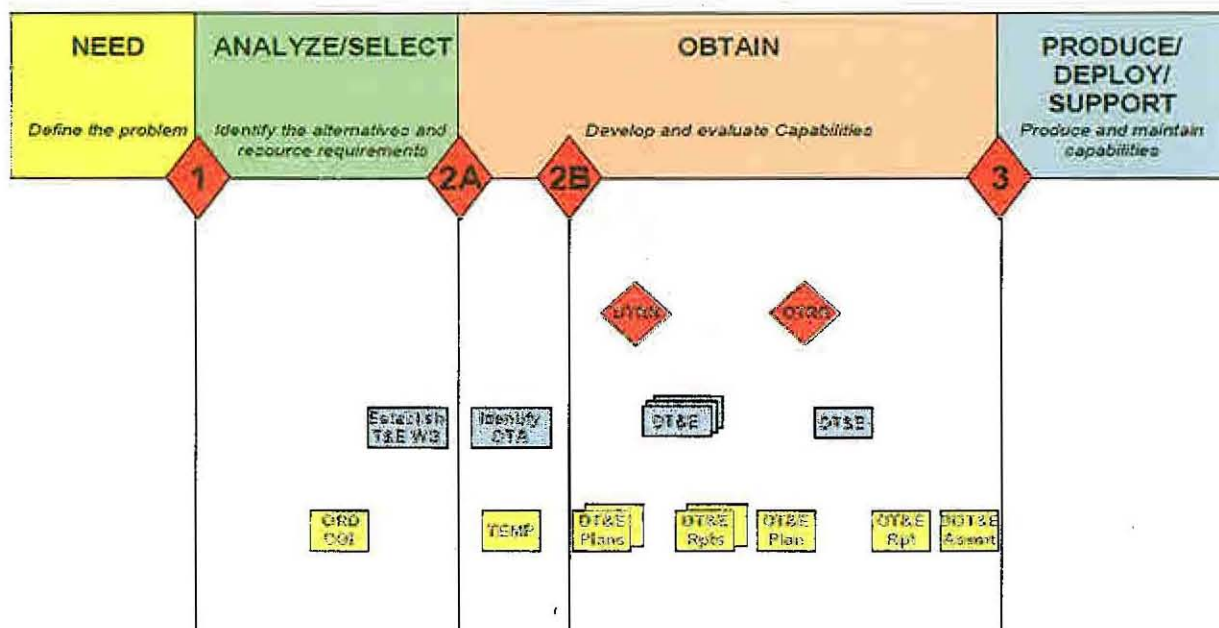 NEED
Define the problem
ANALYZE/SELECT
Identify the alternatives and
resource requirements
OBTAIN
Develop and evaluate Capabilities
PRODUCE/
DEPLOY/
SUPPORT
Produce and maintain
capabilities
1
2A
2B
3
Establish
T&E WG
Identify
OTA
DT&E
OT&E
ORD
COI
TEMP
DT&E
Plans
DT&E
Rpts
OT&E
Plan
OT&E
Rpt
DOT&E